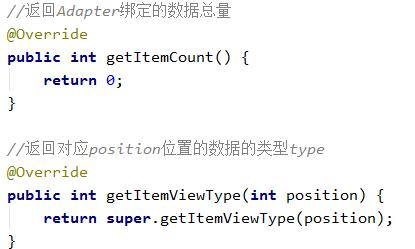 //返回Adapter绑定的数据总量
@Override
public int getItemCount() {
    return 0;
}

//返回对应position位置的数据的类型type
@Override
public int getItemViewType(int position) {
    return super.getItemViewType(position);
}